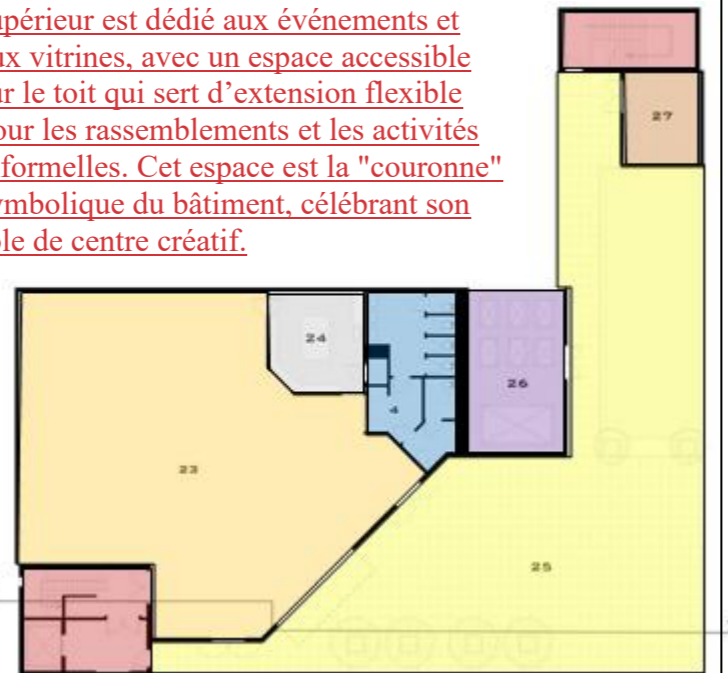 upérieur est dédié aux événements et
ux vitrines, avec un espace accessible
ur le toit qui sert d’extension flexible
our les rassemblements et les activités
formelles. Cet espace est la "couronne"
ymbolique du bâtiment, célébrant son
le de centre créatif.
27
24
26
4
23
25